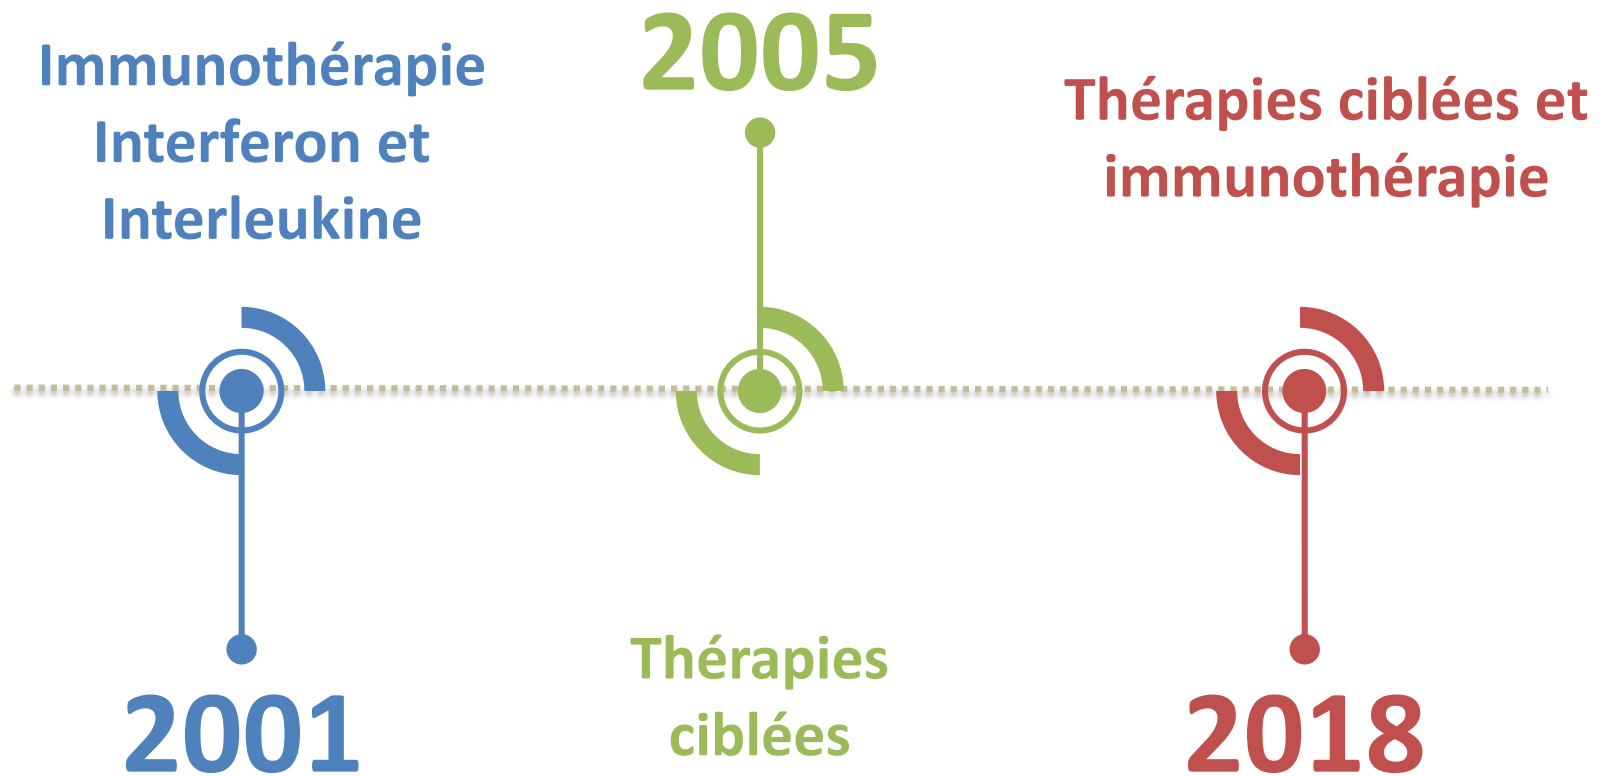 Immunothérapie
Interferon et
Interleukine
2001
2005
Thérapies
ciblées
Thérapies ciblées et
immunothérapie
2018